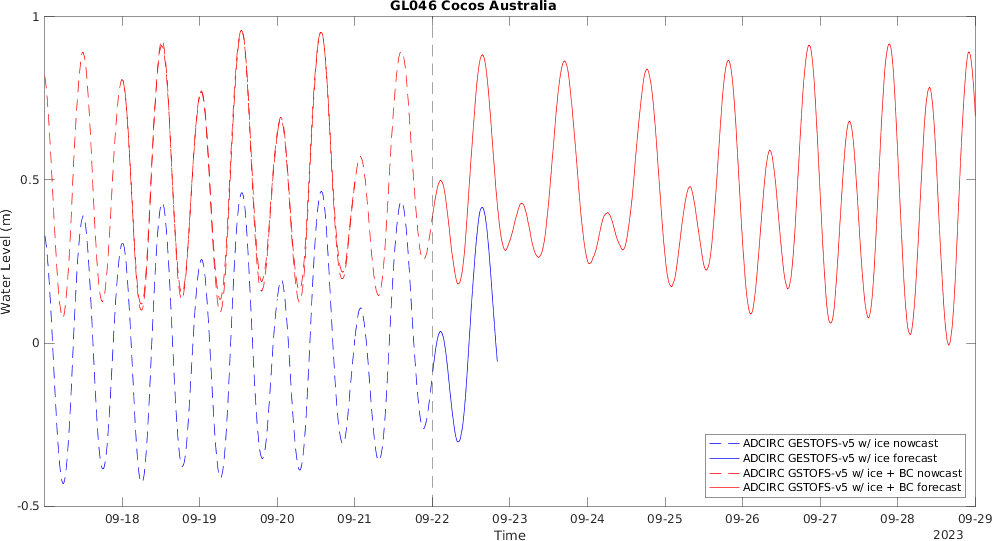 GL046 Cocos Australia
1
0.5
0
-0.5
Water Level (m)
09-18 09-19 09-20 09-21 09-22 09-23 09-24 09-25 09-26 09-27 09-28 09-29
Time
2023
ADCIRC GESTOFS-v5 w/ ice nowcast
ADCIRC GESTOFS-v5 w/ ice forecast
ADCIRC GSTOFS-v5 w/ ice + BC nowcast
ADCIRC GSTOFS-v5 w/ ice + BC forecast